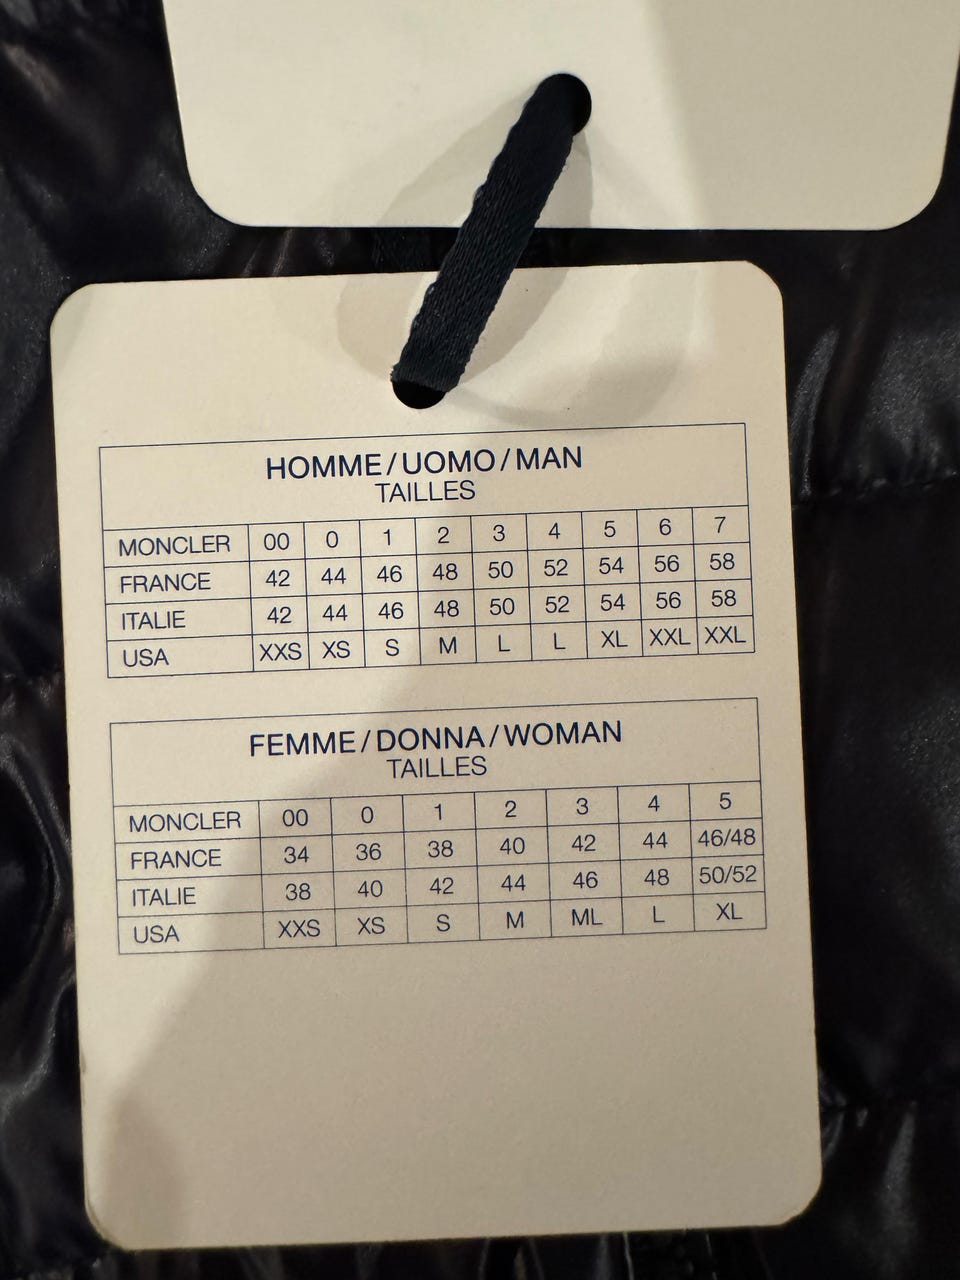 HOMME / UOMO / MAN
TAILLES
MONCLER 00 0 1 2 3 4 5 6 7
FRANCE 42 44 46 48 50 52 54 56 58
ITALIE 42 44 46 48 50 52 54 56 58
USA XXS XS S M L L XL XXL XXL
FEMME / DONNA / WOMAN
TAILLES
MONCLER 00 0 1 2 3 4 5
FRANCE 34 36 38 40 42 44 46/48
ITALIE 38 40 42 44 46 48 50/52
USA XXS XS S M ML L XL